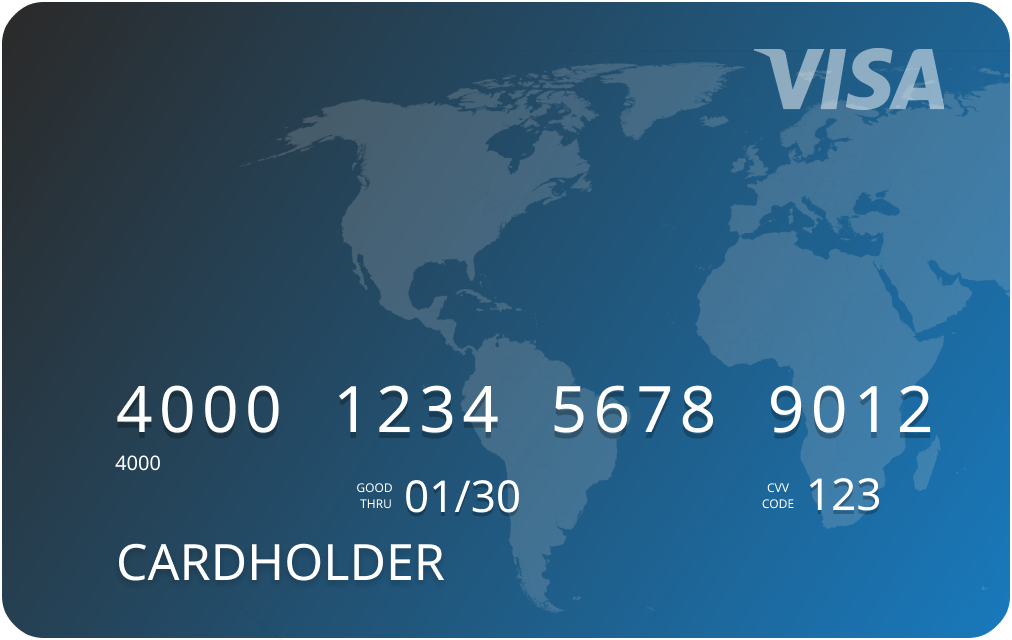 VISA
4000 1234 5678 9012
4000
GOOD THRU 01/30
CVV CODE 123
CARDHOLDER